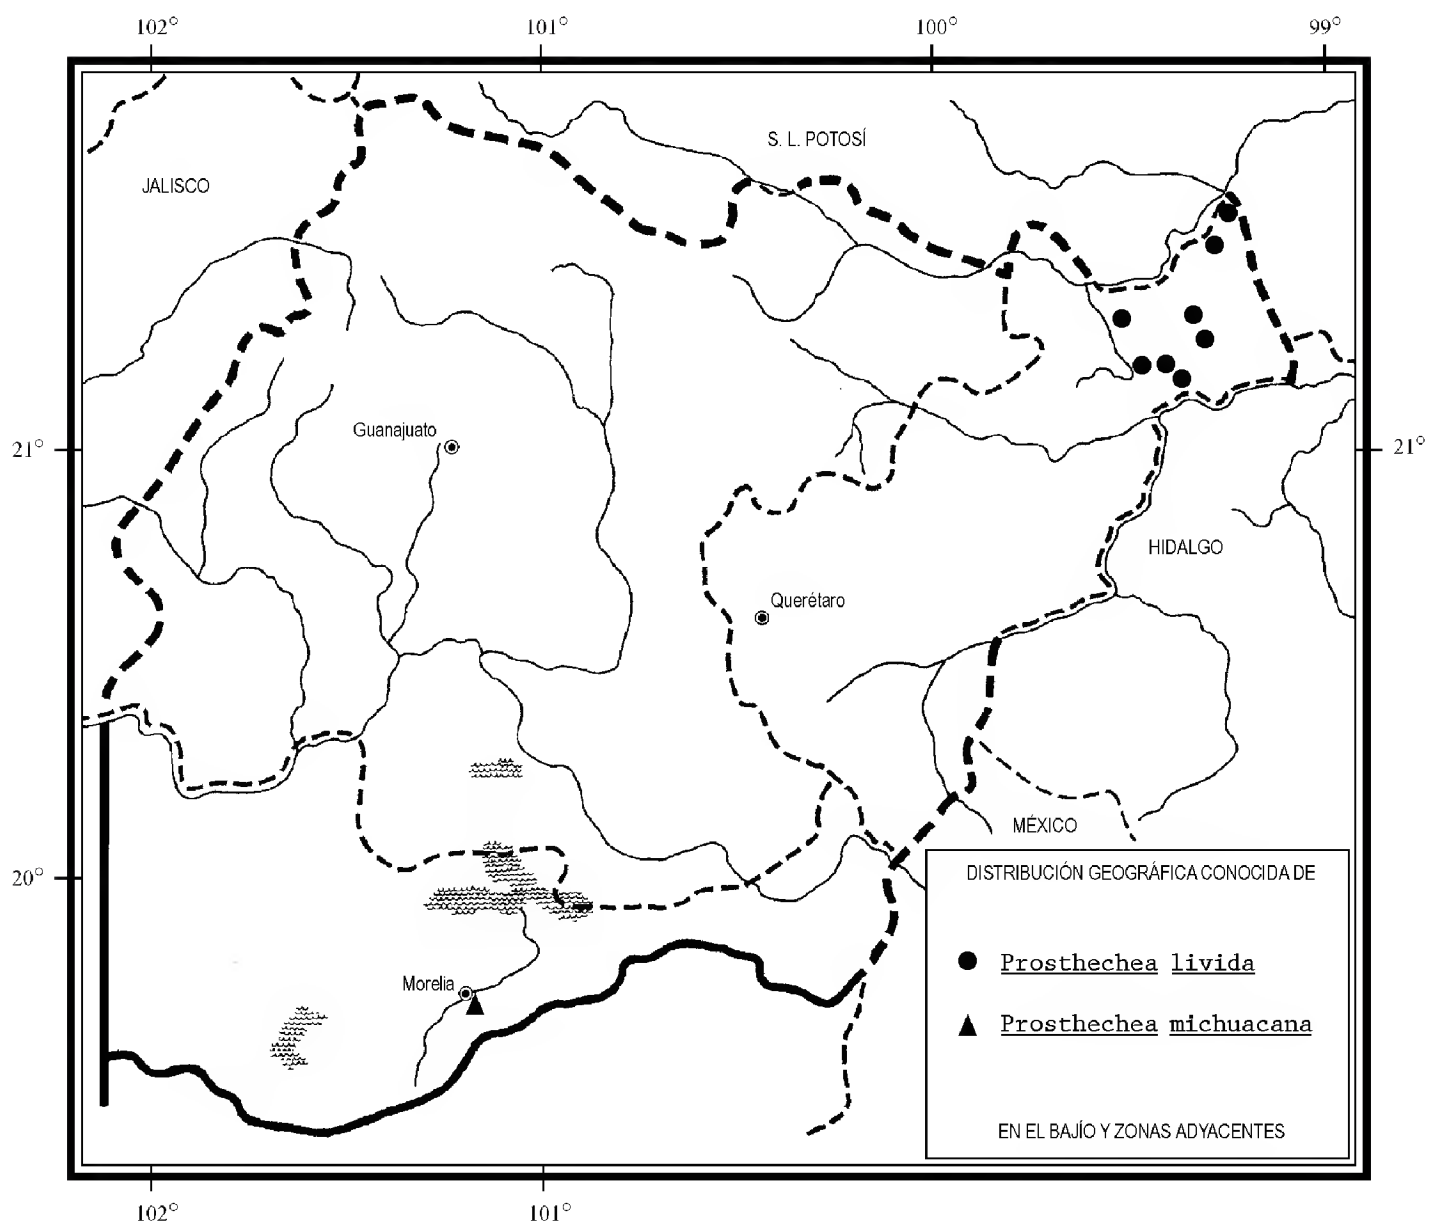 102° 101° 100° 99°
S. L. POTOSÍ
JALISCO
Guanajuato
21° 21°
HIDALGO
Querétaro
MÉXICO
20°
DISTRIBUCIÓN GEOGRÁFICA CONOCIDA DE
Prosthechea livida
Morelia
Prosthechea michuacana
EN EL BAJÍO Y ZONAS ADYACENTES
102° 101°